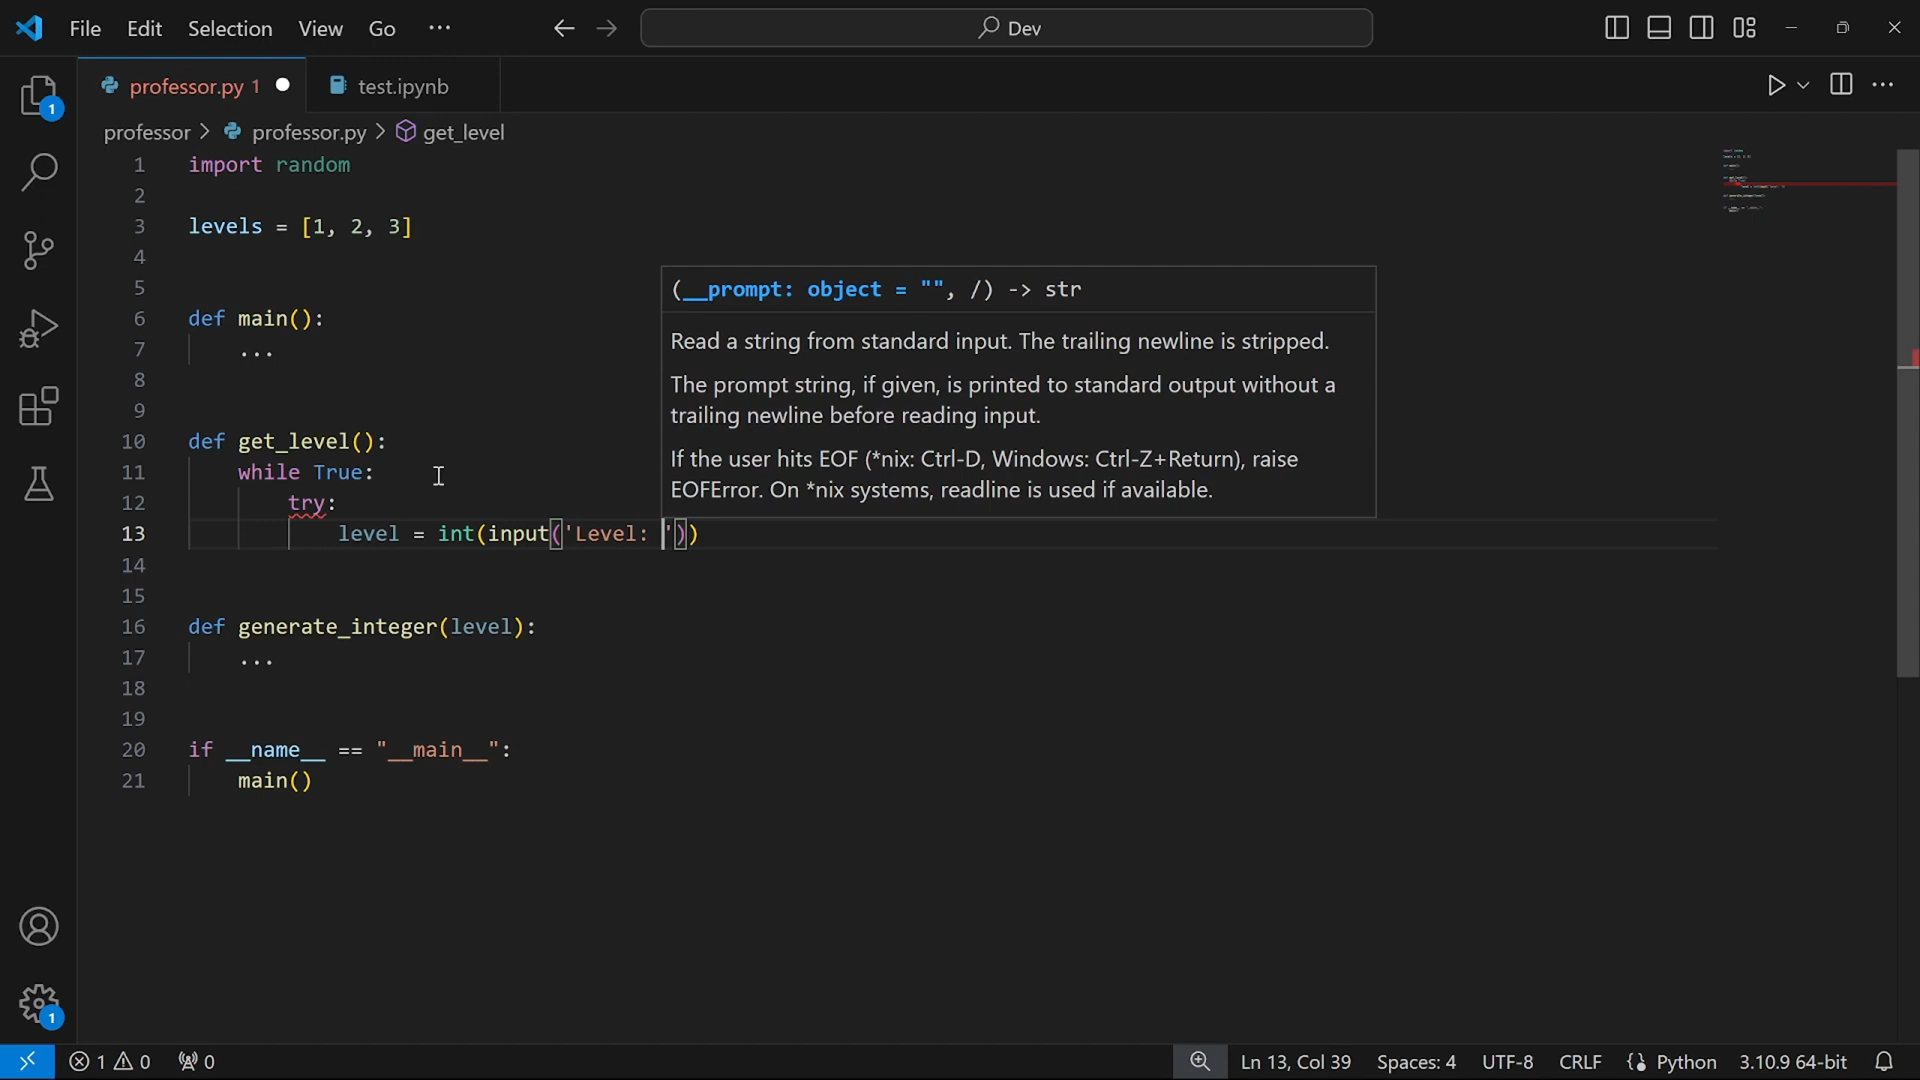 File Edit Selection View Go ··· Dev
professor.py 1 test.ipynb
professor > professor.py > get_level
1 import random
2
3 levels = [1, 2, 3]
4
5
6 def main():
7 ...
8
9
10 def get_level():
11 while True:
12 try:
13 level = int(input('Level: '))
14
15
16 def generate_integer(level):
17 ...
18
19
20 if __name__ == "__main__":
21 main()
(__prompt: object = "", /) -> str
Read a string from standard input. The trailing newline is stripped.
The prompt string, if given, is printed to standard output without a
trailing newline before reading input.
If the user hits EOF (*nix: Ctrl-D, Windows: Ctrl-Z+Return), raise
EOFError. On *nix systems, readline is used if available.
1
1
1 0 0 Ln 13, Col 39 Spaces: 4 UTF-8 CRLF Python 3.10.9 64-bit